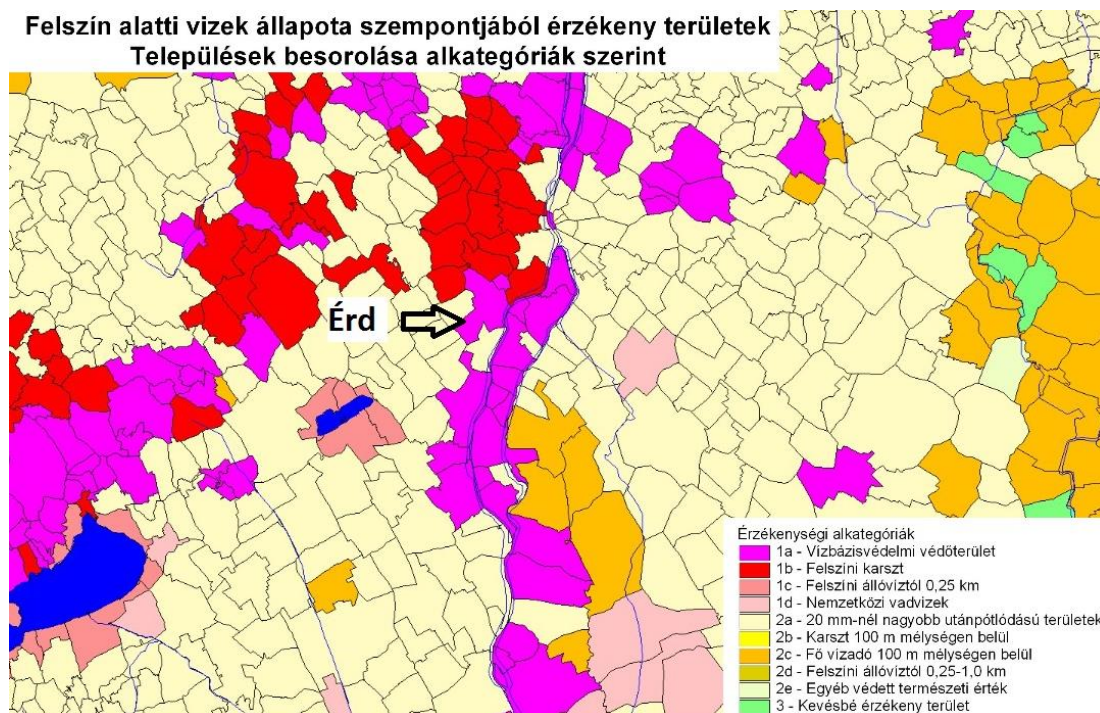 Felszín alatti vizek állapota szempontjából érzékeny területek
Települések besorolása alkategóriák szerint
Érd
Érzékenységi alkategóriák
1a - Vízbázisvédelmi védőterület
1b - Felszíni karszt
1c - Felszíni állóvíztól 0,25 km
1d - Nemzetközi vadvizek
2a - 20 mm-nél nagyobb utánpótlódású területek
2b - Karszt 100 m mélységen belül
2c - Fő vízadó 100 m mélységen belül
2d - Felszíni állóvíztól 0,25-1,0 km
2e - Egyéb védett természeti érték
3 - Kevésbé érzékeny terület